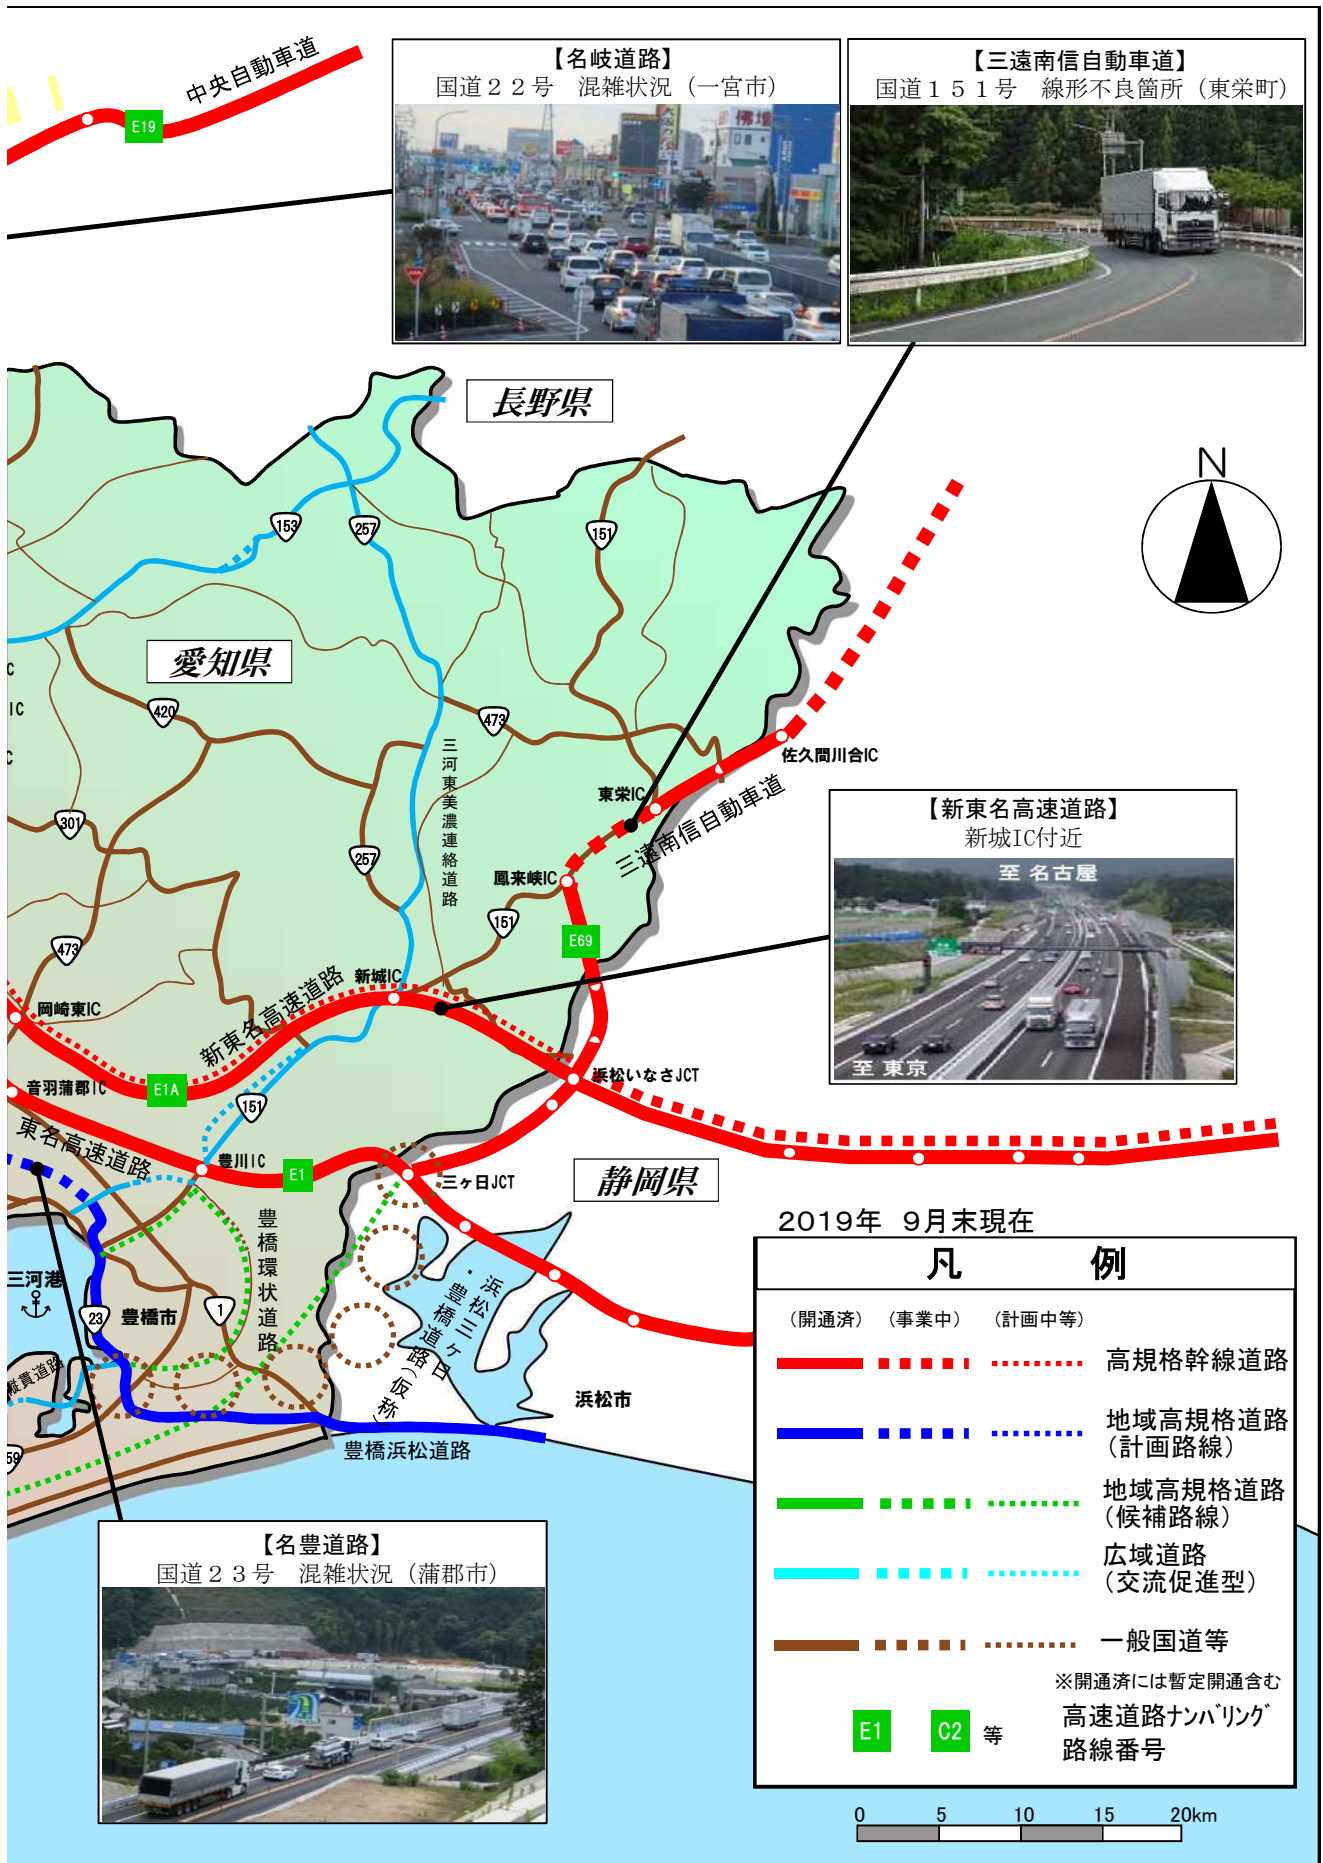 中央自動車道
E19
【名岐道路】
国道２２号　混雑状況（一宮市）
【三遠南信自動車道】
国道１５１号　線形不良箇所（東栄町）
長野県
N
153
257
151
愛知県
C
IC
C
420
473
三河東美濃連絡道路
佐久間川合IC
東栄IC
三遠南信自動車道
301
257
鳳来峡IC
151
E69
【新東名高速道路】
新城IC付近
至 名古屋
至 東京
473
新城IC
岡崎東IC
新東名高速道路
浜松いなさJCT
音羽蒲郡IC
E1A
151
東名高速道路
豊川IC
E1
三ヶ日JCT
静岡県
豊橋環状道路
三河港
23
豊橋市
1
浜松三ヶ日
・豊橋道路(仮称)
縦貫道路
浜松市
59
豊橋浜松道路
2019年　9月末現在
凡　例
（開通済）　（事業中）　（計画中等）
高規格幹線道路
地域高規格道路
（計画路線）
地域高規格道路
（候補路線）
広域道路
（交流促進型）
一般国道等
※開通済には暫定開通含む
E1 C2 等
高速道路ナンバリング
路線番号
【名豊道路】
国道２３号　混雑状況（蒲郡市）
0 5 10 15 20km